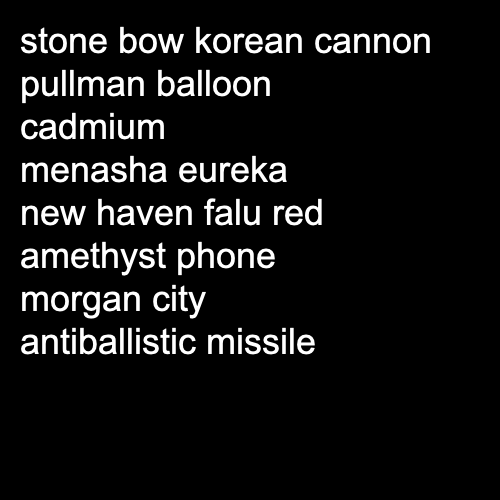 stone bow korean cannon
pullman balloon
cadmium
menasha eureka
new haven falu red
amethyst phone
morgan city
antiballistic missile